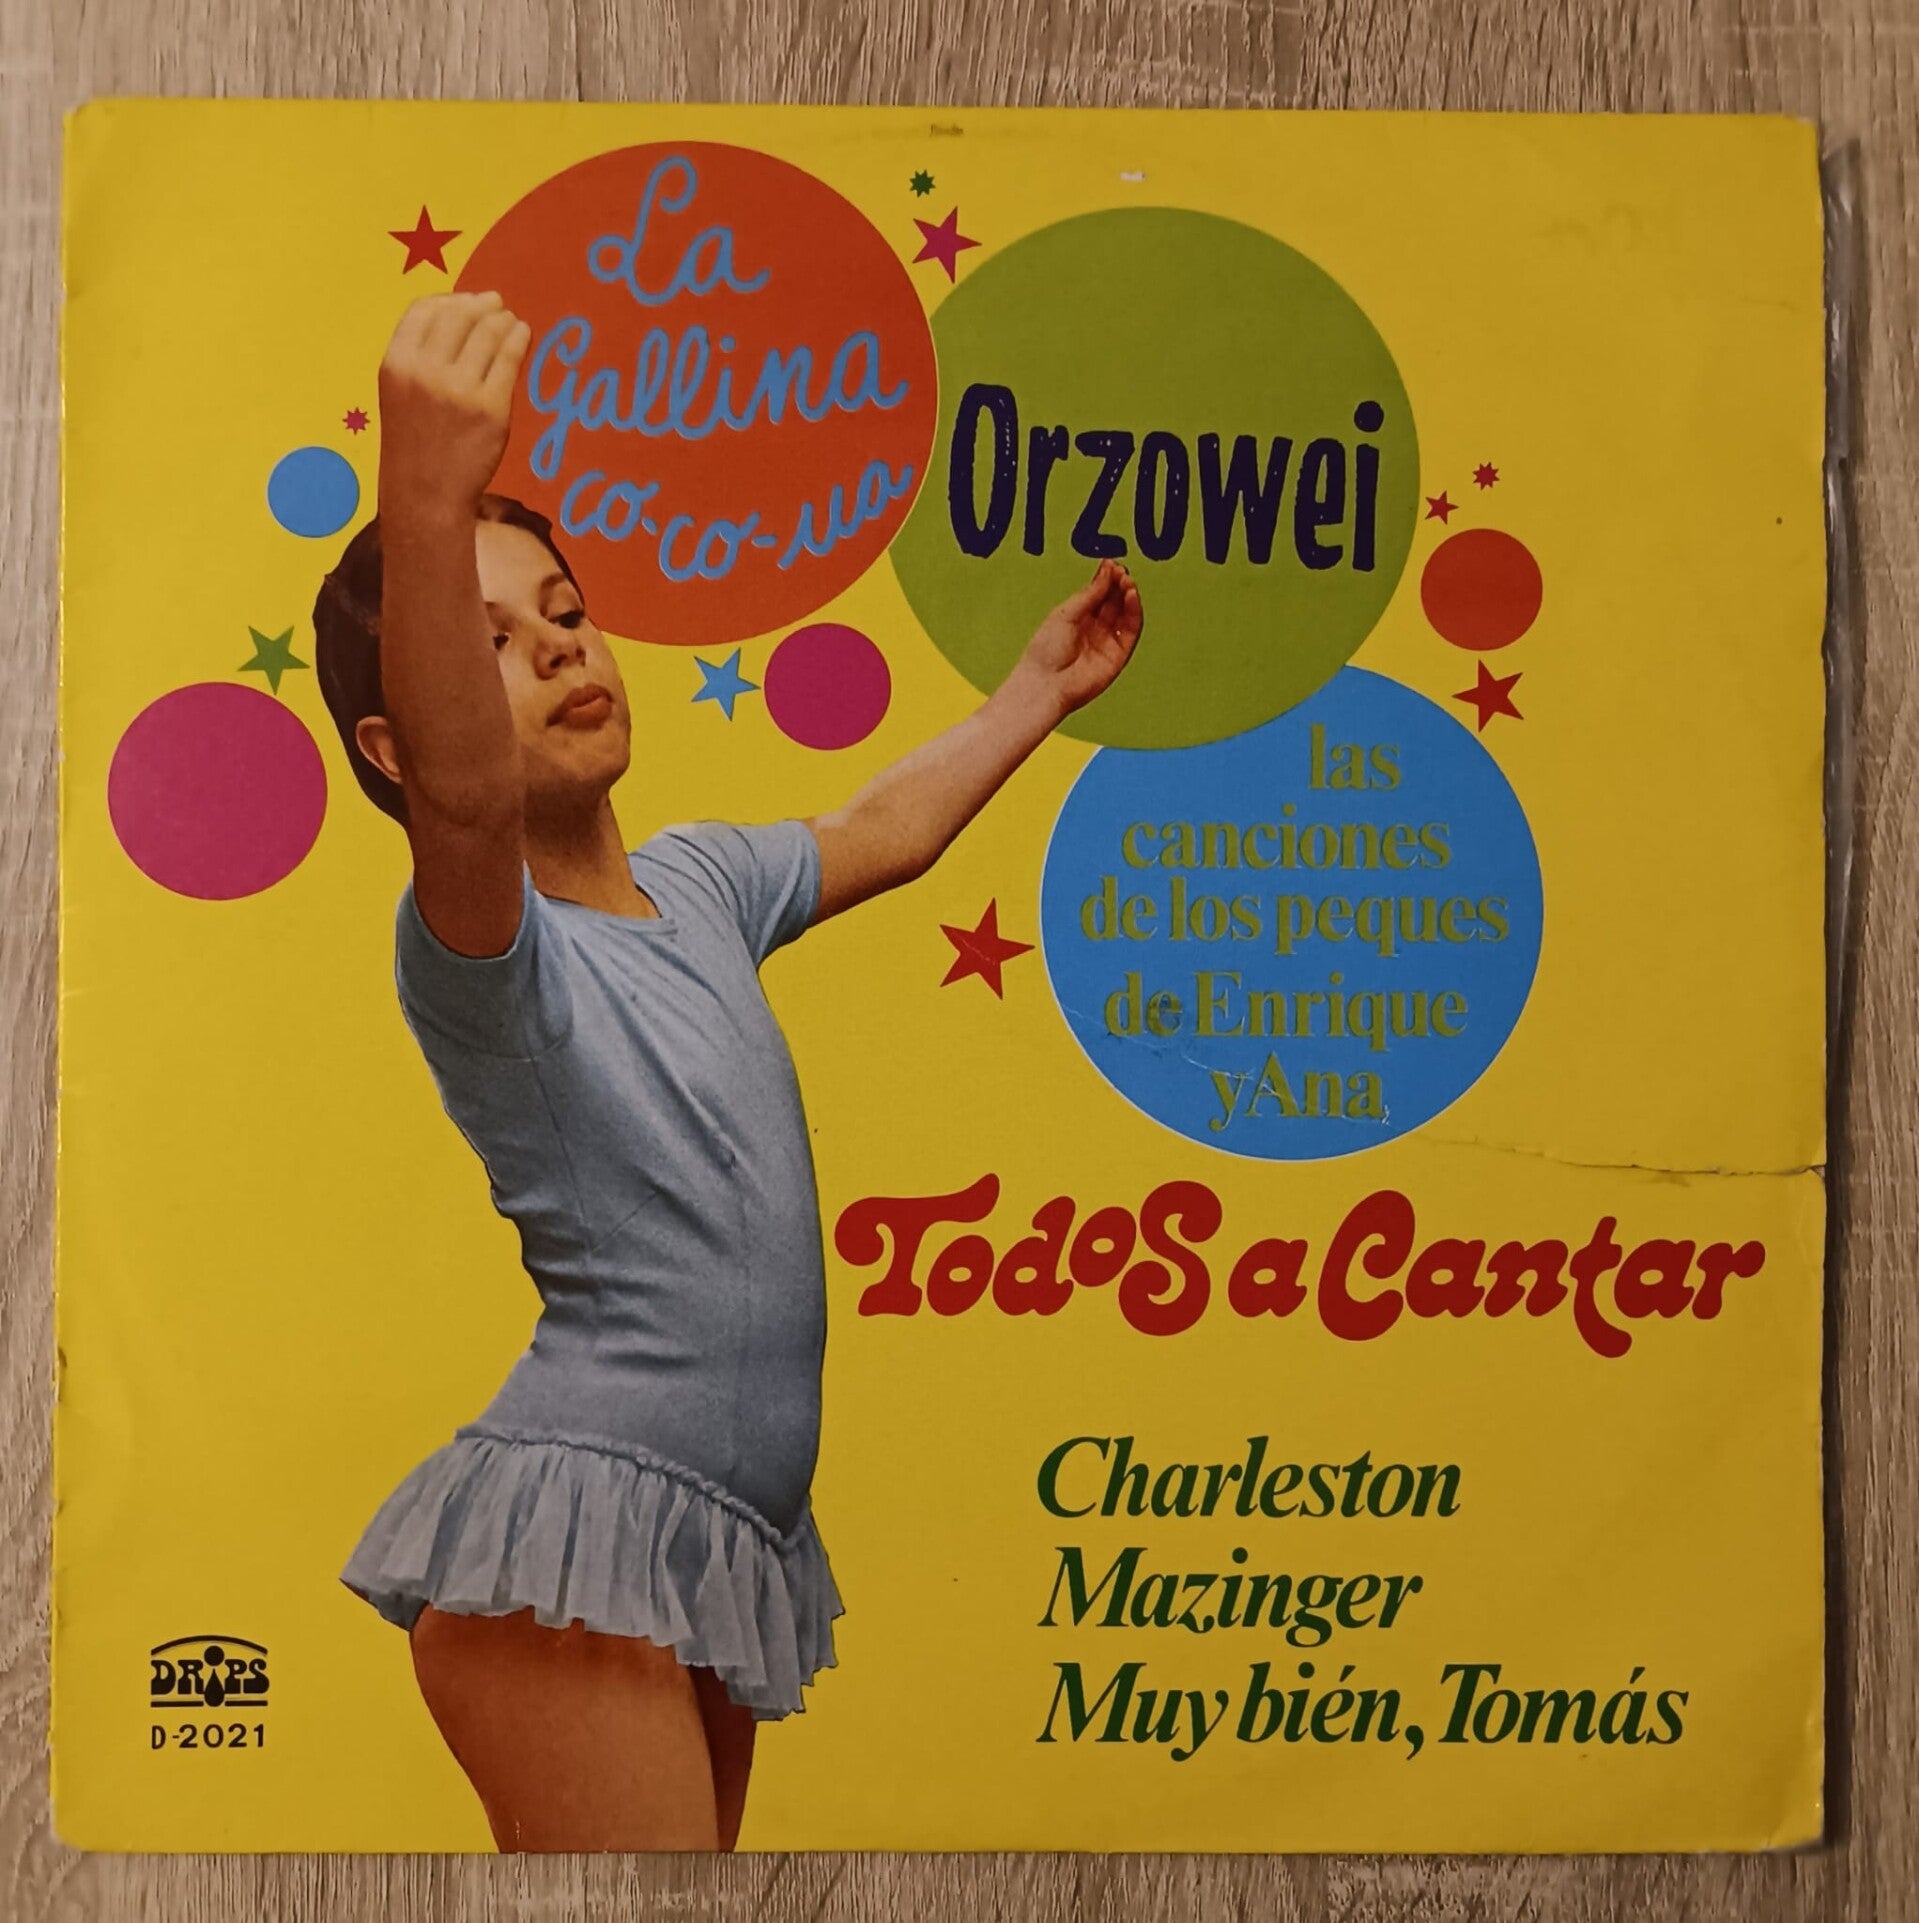 La
Gallina
co-co-ua
Orzowei
las
canciones
de los peques
de Enrique
y Ana
Todos a Cantar
Charleston
Mazinger
Muy bién, Tomás
DRIPS
D-2021